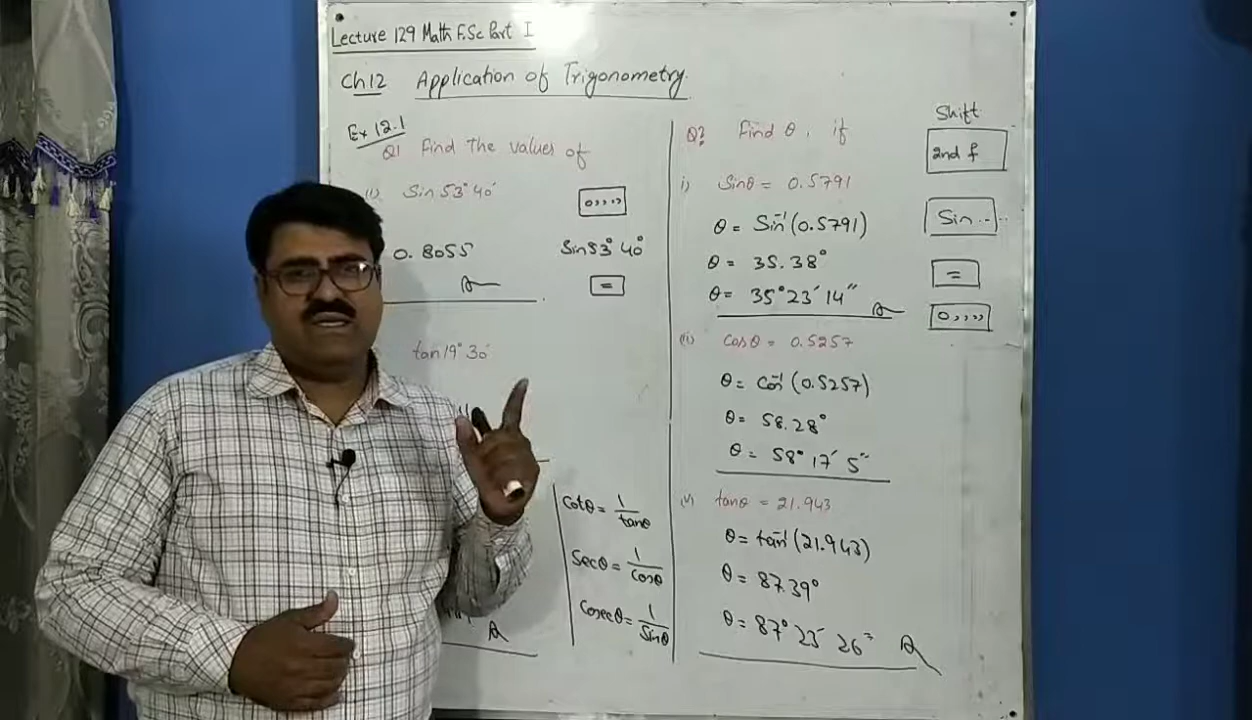 Lecture 129 Math F.Sc Part I
Ch12 Application of Trigonometry.
Ex 12.1
Q1 Find the values of
(i) Sin 53° 40'
0,,,,
0.8055
Sin 53° 40°
=
tan 19° 30'
Cotθ = 1/tanθ
Secθ = 1/Cosθ
Cosecθ = 1/Sinθ
Q2 Find θ, if
i) Sinθ = 0.5791
θ = Sin⁻¹(0.5791)
θ = 35.38°
θ = 35° 23' 14"
(ii) Cosθ = 0.5257
θ = Cos⁻¹(0.5257)
θ = 58.28°
θ = 58° 17' 5"
(v) tanθ = 21.943
θ = tan⁻¹(21.943)
θ = 87.39°
θ = 87° 23' 26"
Shift
2nd f
Sin...
=
0,,,,